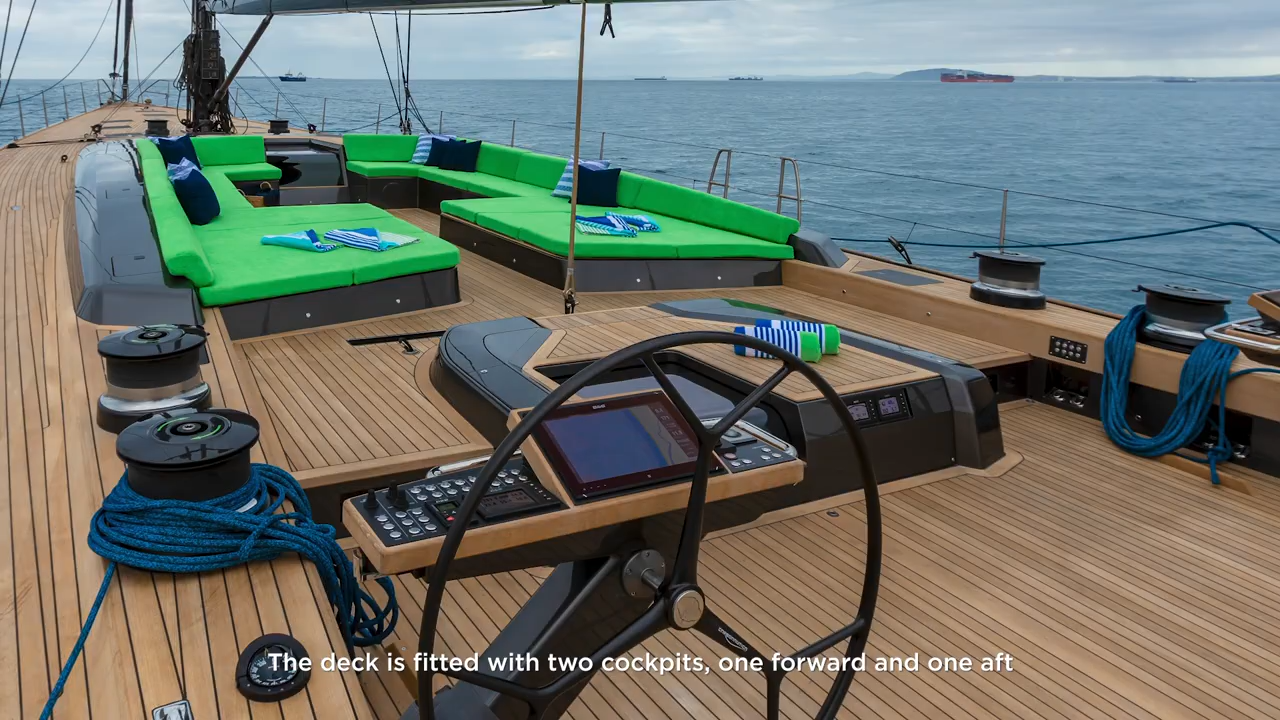 The deck is fitted with two cockpits, one forward and one aft